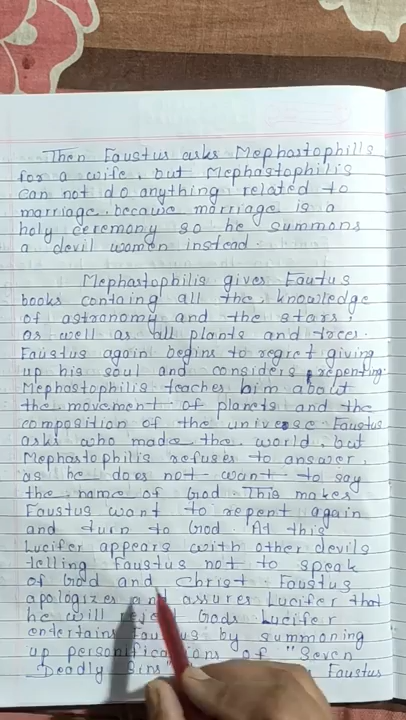 Then Faustus asks Mephastophills
for a wife, but Mephastophilis
can not do anything related to
marriage, because marriage is a
holy ceremony so he summons
a devil women instead.
Mephastophilis gives Fautus
books containg all the knowledge
of astronomy and the stars,
as well as all plants and trees.
Faustus again begins to regret giving
up his soul and considers repenting.
Mephastophilis teaches him about
the movement of planets and the
composition of the universe. Faustus
asks who made the world, but
Mephastophilis refuses to answer,
as he does not want to say
the name of God. This makes
Faustus want to repent again
and turn to God. At this
Lucifer appears with other devils
telling Faustus not to speak
of God and Christ. Faustus
apologizes and assures Lucifer that
he will Gods. Lucifer
entertains Faustus by summoning
up personifications of "Seven
Deadly Sins" Faustus